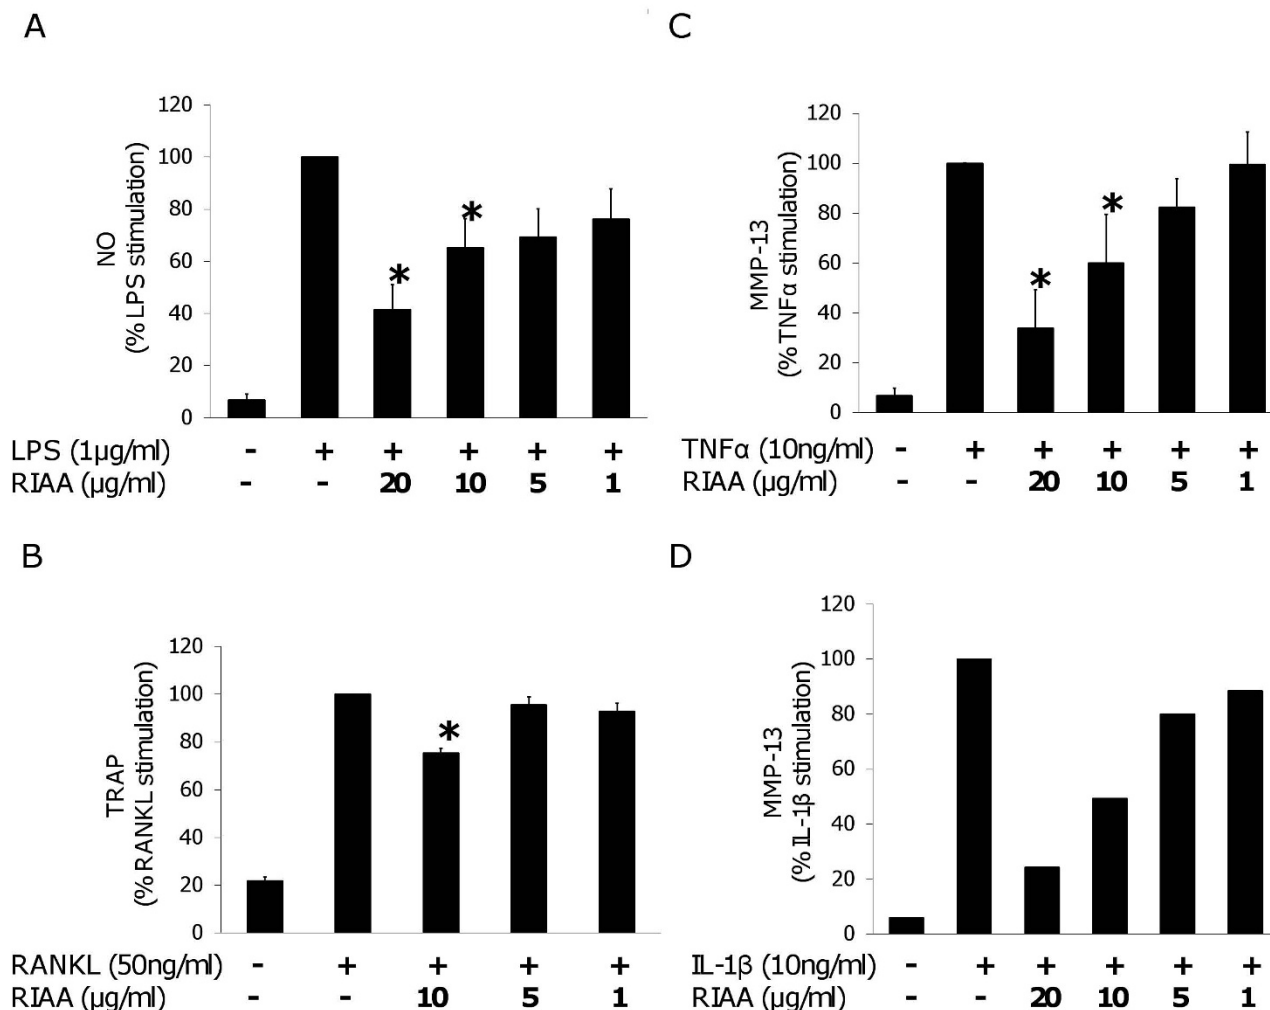 A
120
100
80
60
40
20
0
NO
(% LPS stimulation)
*
*
LPS (1µg/ml) - + + + + +
RIAA (µg/ml) - - 20 10 5 1
C
120
100
80
60
40
20
0
MMP-13
(% TNFα stimulation)
*
*
TNFα (10ng/ml) - + + + + +
RIAA (µg/ml) - - 20 10 5 1
B
120
100
80
60
40
20
0
TRAP
(% RANKL stimulation)
*
RANKL (50ng/ml) - + + + +
RIAA (µg/ml) - - 10 5 1
D
120
100
80
60
40
20
0
MMP-13
(% IL-1β stimulation)
IL-1β (10ng/ml) - + + + + +
RIAA (µg/ml) - - 20 10 5 1